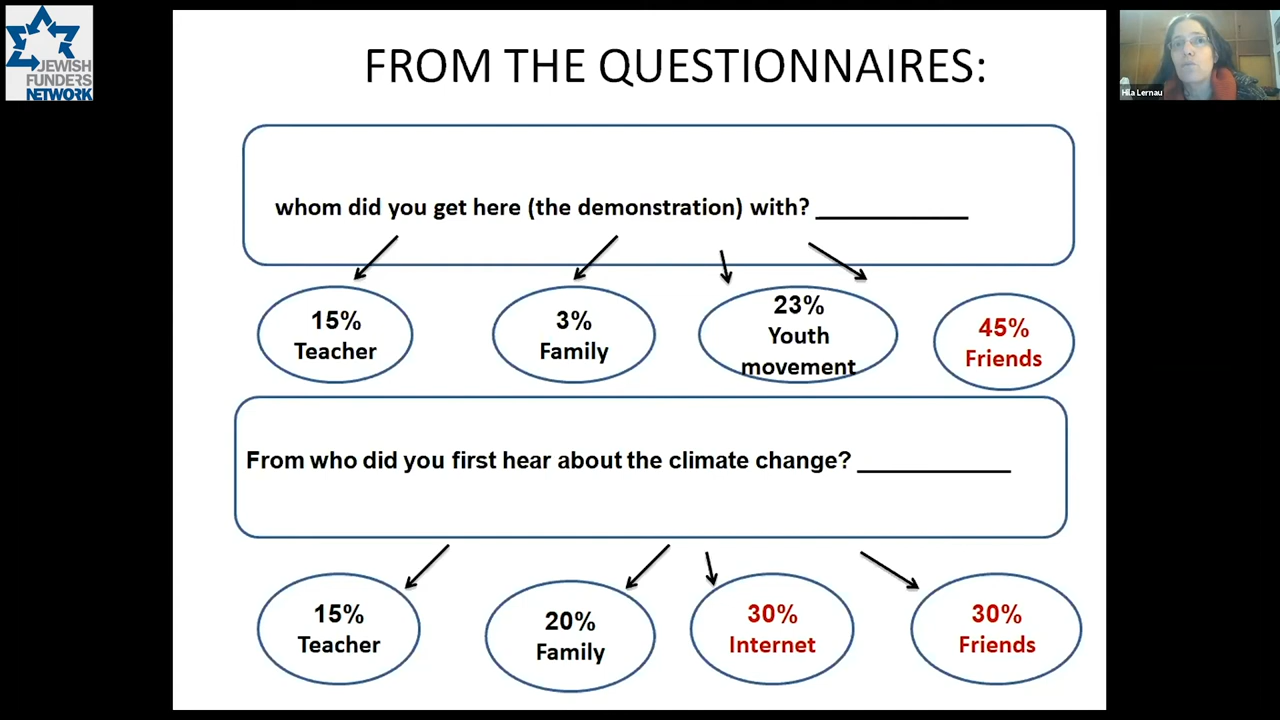 JEWISH
FUNDERS
NETWORK
FROM THE QUESTIONNAIRES:
Hila Lernau
whom did you get here (the demonstration) with? ____________
15%
Teacher
3%
Family
23%
Youth
movement
45%
Friends
From who did you first hear about the climate change? ____________
15%
Teacher
20%
Family
30%
Internet
30%
Friends